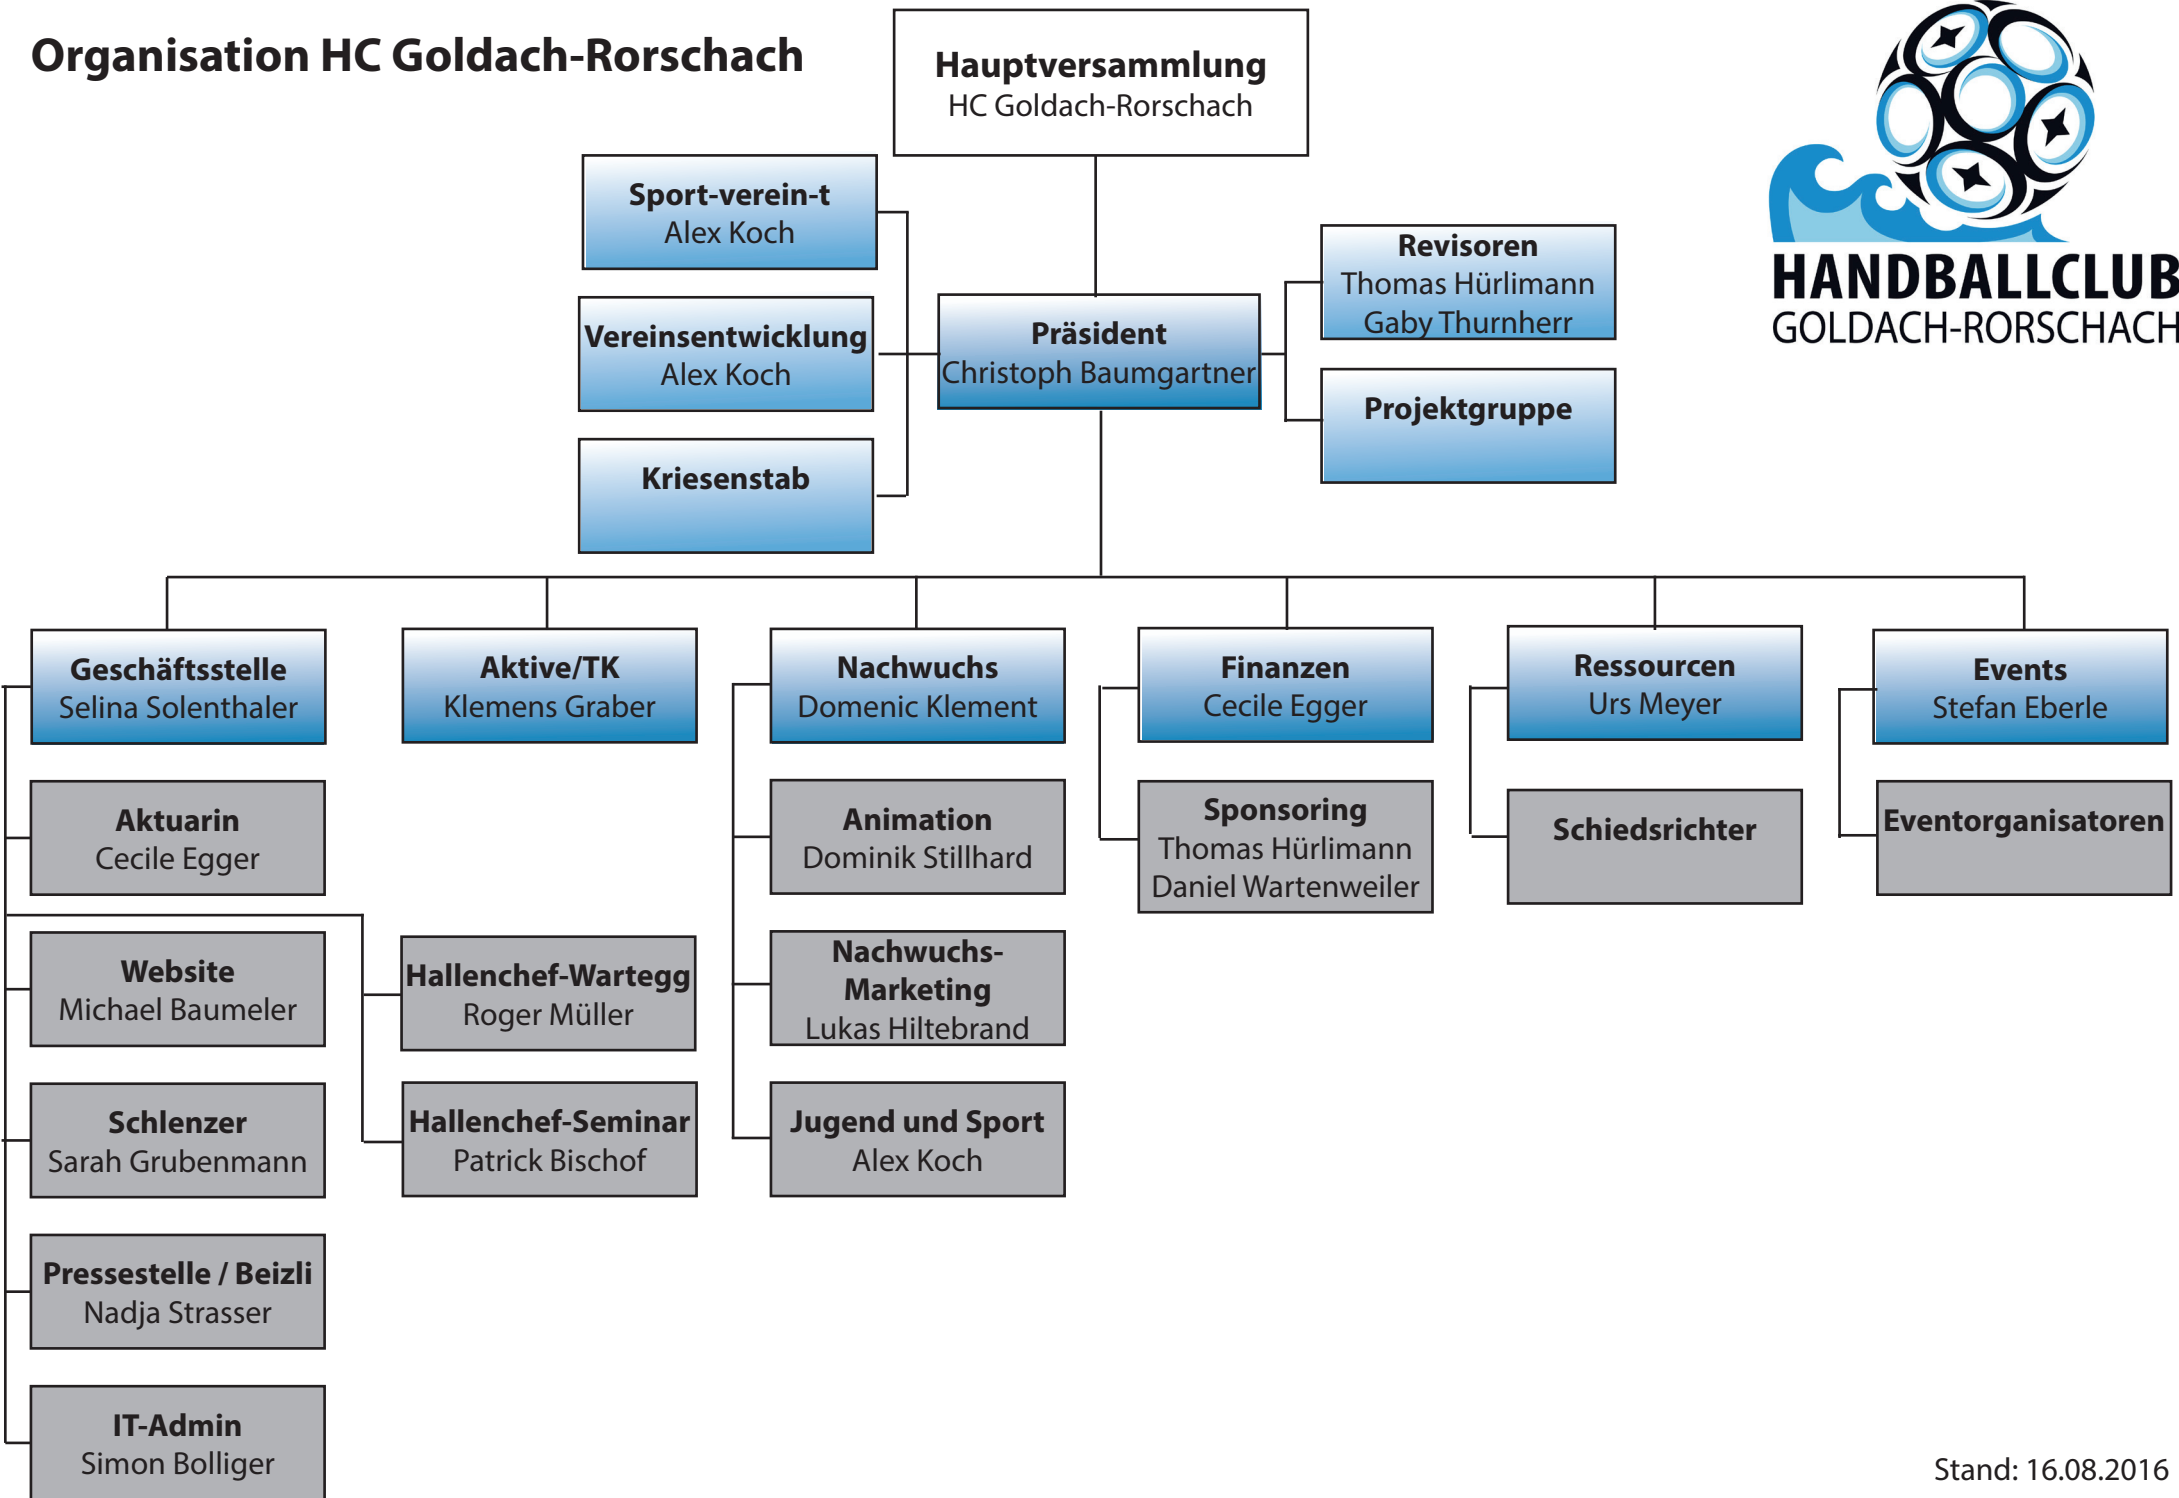 Organisation HC Goldach-Rorschach
Hauptversammlung
HC Goldach-Rorschach
HANDBALLCLUB
GOLDACH-RORSCHACH
Sport-verein-t
Alex Koch
Vereinsentwicklung
Alex Koch
Kriesenstab
Präsident
Christoph Baumgartner
Revisoren
Thomas Hürlimann
Gaby Thurnherr
Projektgruppe
Geschäftsstelle
Selina Solenthaler
Aktive/TK
Klemens Graber
Nachwuchs
Domenic Klement
Finanzen
Cecile Egger
Ressourcen
Urs Meyer
Events
Stefan Eberle
Aktuarin
Cecile Egger
Animation
Dominik Stillhard
Sponsoring
Thomas Hürlimann
Daniel Wartenweiler
Schiedsrichter
Eventorganisatoren
Website
Michael Baumeler
Hallenchef-Wartegg
Roger Müller
Nachwuchs-
Marketing
Lukas Hiltebrand
Schlenzer
Sarah Grubenmann
Hallenchef-Seminar
Patrick Bischof
Jugend und Sport
Alex Koch
Pressestelle / Beizli
Nadja Strasser
IT-Admin
Simon Bolliger
Stand: 16.08.2016